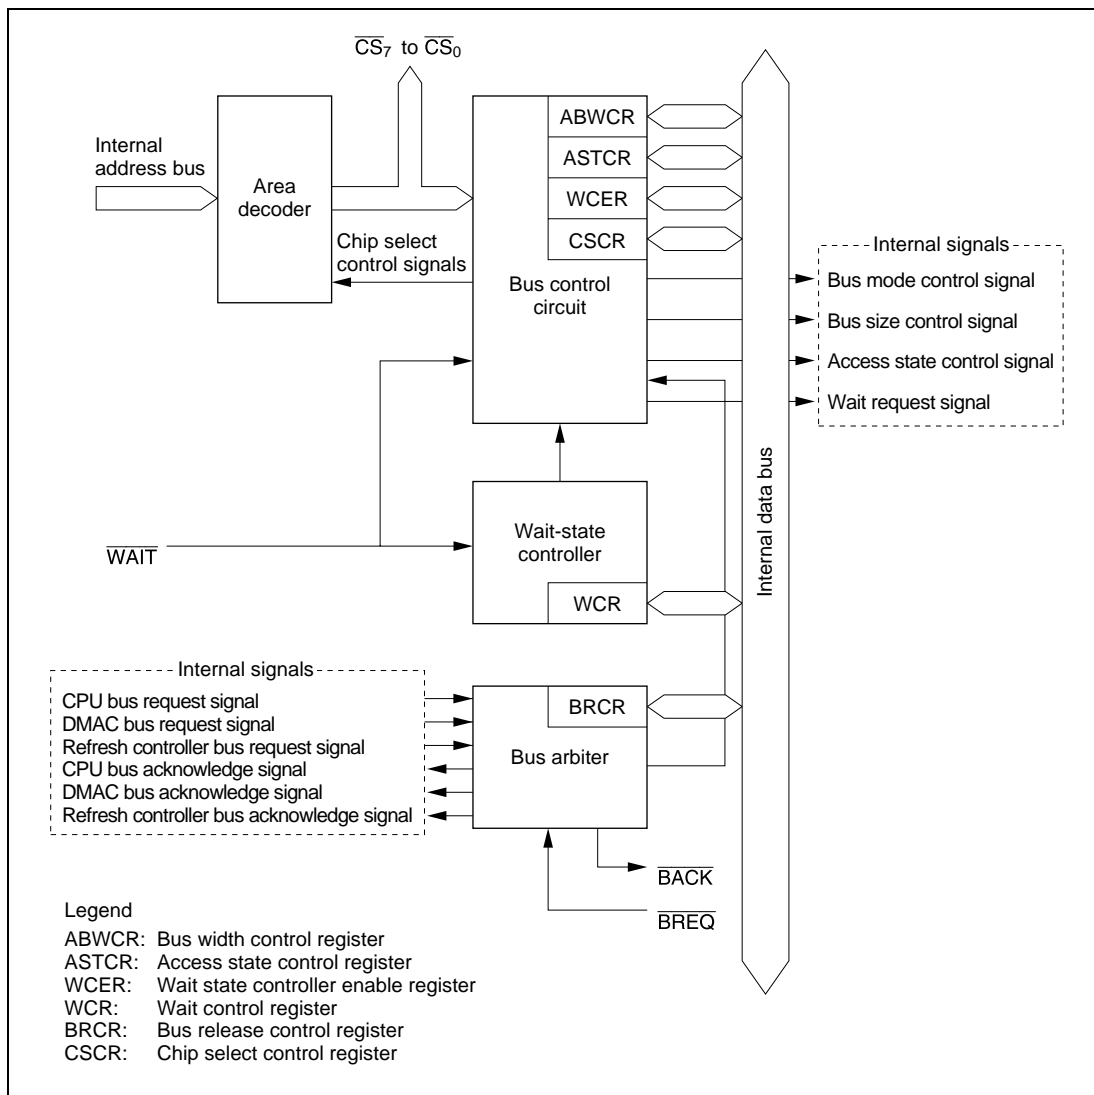 C̅S̅₇ to C̅S̅₀
Internal
address bus
Area
decoder
Chip select
control signals
ABWCR
ASTCR
WCER
CSCR
Bus control
circuit
Internal signals
Bus mode control signal
Bus size control signal
Access state control signal
Wait request signal
Internal data bus
W̅A̅I̅T̅
Wait-state
controller
WCR
Internal signals
CPU bus request signal
DMAC bus request signal
Refresh controller bus request signal
CPU bus acknowledge signal
DMAC bus acknowledge signal
Refresh controller bus acknowledge signal
BRCR
Bus arbiter
B̅A̅C̅K̅
B̅R̅E̅Q̅
Legend
ABWCR: Bus width control register
ASTCR: Access state control register
WCER: Wait state controller enable register
WCR: Wait control register
BRCR: Bus release control register
CSCR: Chip select control register